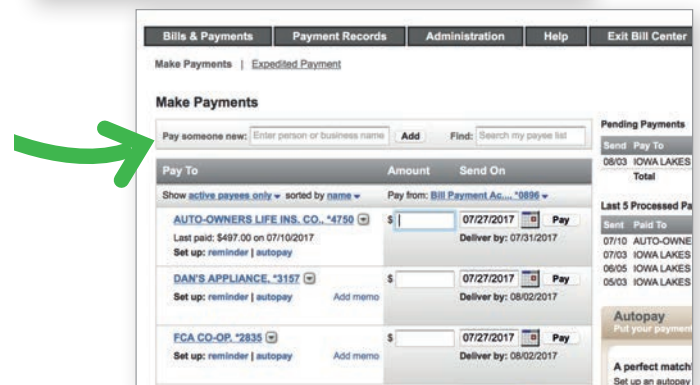 Bills & Payments Payment Records Administration Help Exit Bill Center
Make Payments | Expedited Payment
Make Payments
Pay someone new: Enter person or business name Add Find: Search my payee list
Pay To Amount Send On
Show active payees only sorted by name Pay from: Bill Payment Ac.... *0896
AUTO-OWNERS LIFE INS. CO., *4750 $ 07/27/2017 Pay
Last paid: $497.00 on 07/10/2017 Deliver by: 07/31/2017
Set up: reminder | autopay
DAN'S APPLIANCE, *3157 $ 07/27/2017 Pay
Set up: reminder | autopay Add memo Deliver by: 08/02/2017
FCA CO-OP, *2835 $ 07/27/2017 Pay
Set up: reminder | autopay Add memo Deliver by: 08/02/2017
Pending Payments
Send Pay To
08/03 IOWA LAKES
Total
Last 5 Processed Pa
Sent Paid To
07/10 AUTO-OWNE
07/03 IOWA LAKES
06/05 IOWA LAKES
05/03 IOWA LAKES
Autopay
Put your payment
A perfect match
Set up an autopay